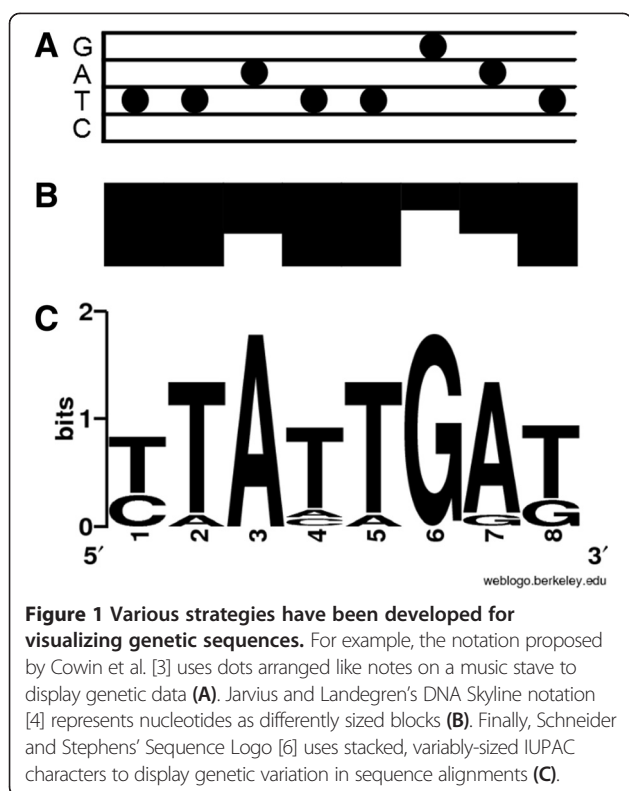 A
G
A
T
C
B
C
2
bits
1
0
T T A T T G A T
C A A C A G G
5′ 1 2 3 4 5 6 7 8 3′
weblogo.berkeley.edu
Figure 1 Various strategies have been developed for
visualizing genetic sequences. For example, the notation proposed
by Cowin et al. [3] uses dots arranged like notes on a music stave to
display genetic data (A). Jarvius and Landegren’s DNA Skyline notation
[4] represents nucleotides as differently sized blocks (B). Finally, Schneider
and Stephens’ Sequence Logo [6] uses stacked, variably-sized IUPAC
characters to display genetic variation in sequence alignments (C).